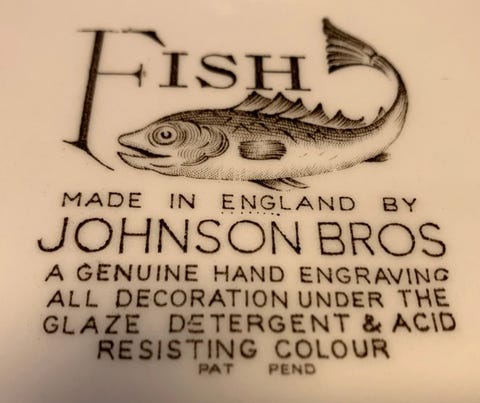 FISH
MADE IN ENGLAND BY
JOHNSON BROS
A GENUINE HAND ENGRAVING
ALL DECORATION UNDER THE
GLAZE DETERGENT & ACID
RESISTING COLOUR
PAT PEND